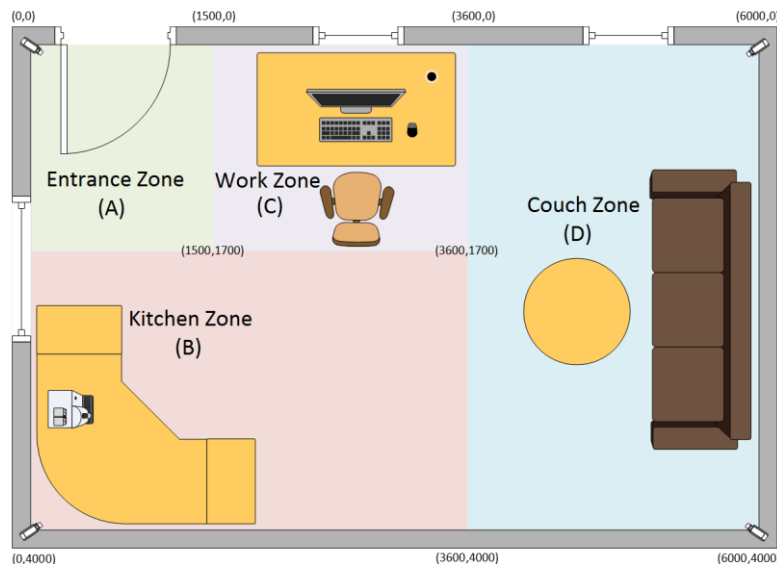 (0,0) (1500,0) (3600,0) (6000,0)
Entrance Zone
(A)
Work Zone
(C)
Couch Zone
(D)
(1500,1700) (3600,1700)
Kitchen Zone
(B)
(0,4000) (3600,4000) (6000,4000)